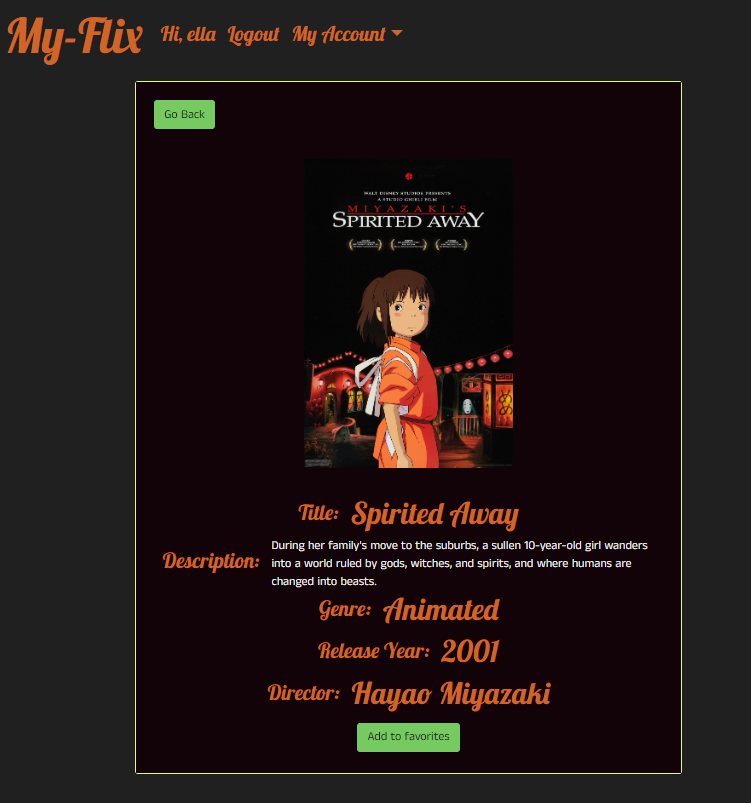 My-Flix Hi, ella Logout My Account
Go Back
WALT DISNEY STUDIOS PRESENTS
A STUDIO GHIBLI FILM
MIYAZAKI'S
SPIRITED AWAY
Title: Spirited Away
Description: During her family's move to the suburbs, a sullen 10-year-old girl wanders
into a world ruled by gods, witches, and spirits, and where humans are
changed into beasts.
Genre: Animated
Release Year: 2001
Director: Hayao Miyazaki
Add to favorites